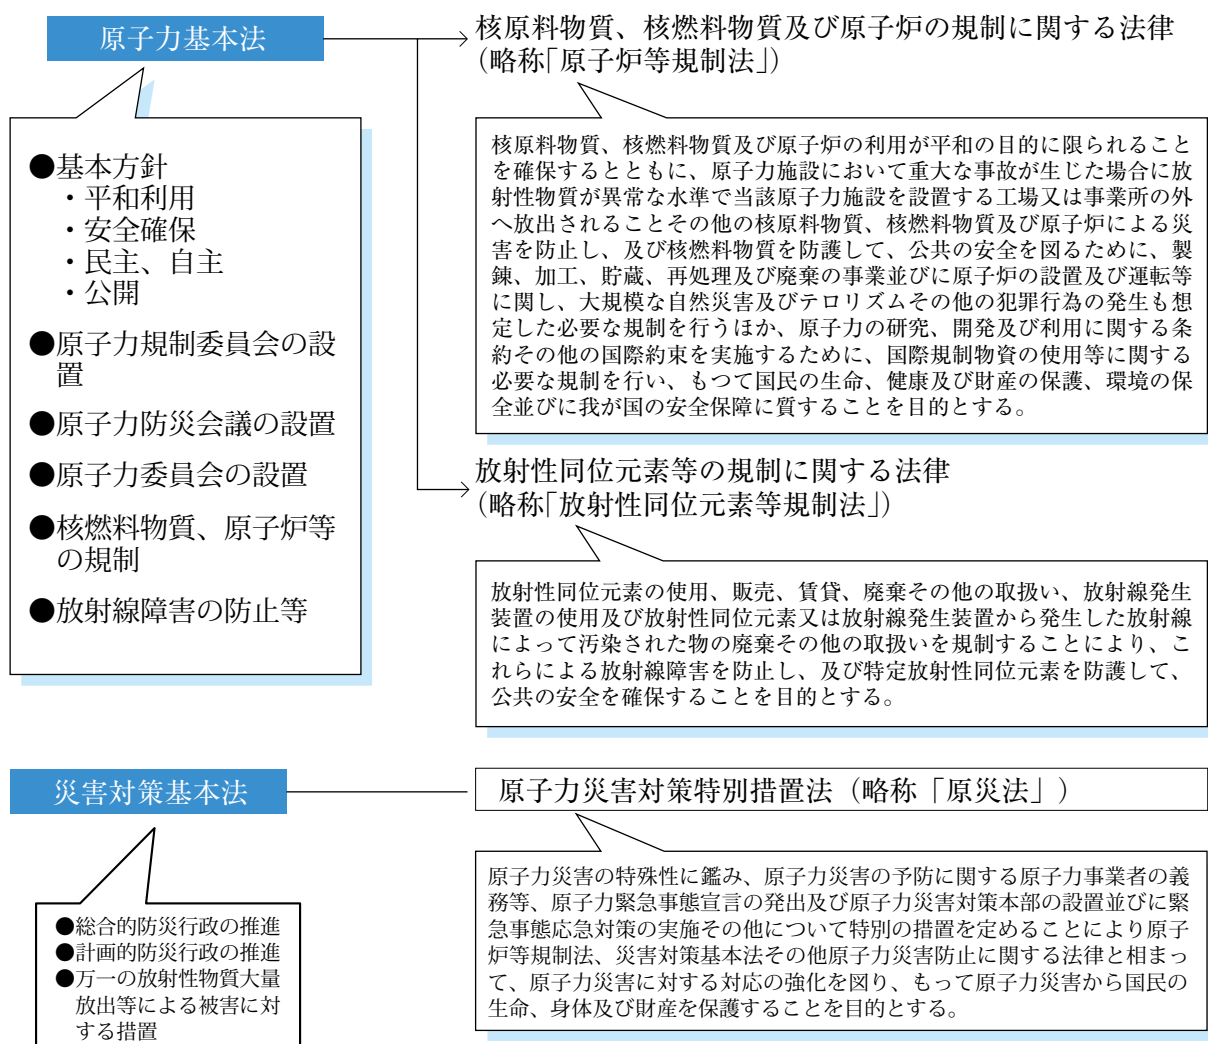 原子力基本法
核原料物質、核燃料物質及び原子炉の規制に関する法律
（略称「原子炉等規制法」）
●基本方針
・平和利用
・安全確保
・民主、自主
・公開
●原子力規制委員会の設
置
●原子力防災会議の設置
●原子力委員会の設置
●核燃料物質、原子炉等
の規制
●放射線障害の防止等
核原料物質、核燃料物質及び原子炉の利用が平和の目的に限られること
を確保するとともに、原子力施設において重大な事故が生じた場合に放
射性物質が異常な水準で当該原子力施設を設置する工場又は事業所の外
へ放出されることその他の核原料物質、核燃料物質及び原子炉による災
害を防止し、及び核燃料物質を防護して、公共の安全を図るために、製
錬、加工、貯蔵、再処理及び廃棄の事業並びに原子炉の設置及び運転等
に関し、大規模な自然災害及びテロリズムその他の犯罪行為の発生も想
定した必要な規制を行うほか、原子力の研究、開発及び利用に関する条
約その他の国際約束を実施するために、国際規制物資の使用等に関する
必要な規制を行い、もつて国民の生命、健康及び財産の保護、環境の保
全並びに我が国の安全保障に質することを目的とする。
放射性同位元素等の規制に関する法律
（略称「放射性同位元素等規制法」）
放射性同位元素の使用、販売、賃貸、廃棄その他の取扱い、放射線発生
装置の使用及び放射性同位元素又は放射線発生装置から発生した放射線
によって汚染された物の廃棄その他の取扱いを規制することにより、こ
れらによる放射線障害を防止し、及び特定放射性同位元素を防護して、
公共の安全を確保することを目的とする。
災害対策基本法
原子力災害対策特別措置法（略称「原災法」）
●総合的防災行政の推進
●計画的防災行政の推進
●万一の放射性物質大量
放出等による被害に対
する措置
原子力災害の特殊性に鑑み、原子力災害の予防に関する原子力事業者の義
務等、原子力緊急事態宣言の発出及び原子力災害対策本部の設置並びに緊
急事態応急対策の実施その他について特別の措置を定めることにより原子
炉等規制法、災害対策基本法その他原子力災害防止に関する法律と相まっ
て、原子力災害に対する対応の強化を図り、もって原子力災害から国民の
生命、身体及び財産を保護することを目的とする。